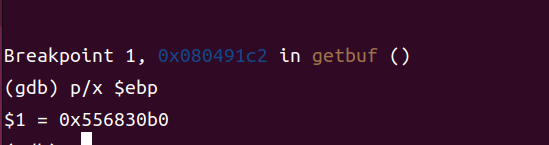 Breakpoint 1, 0x080491c2 in getbuf ()
(gdb) p/x $ebp
$1 = 0x556830b0